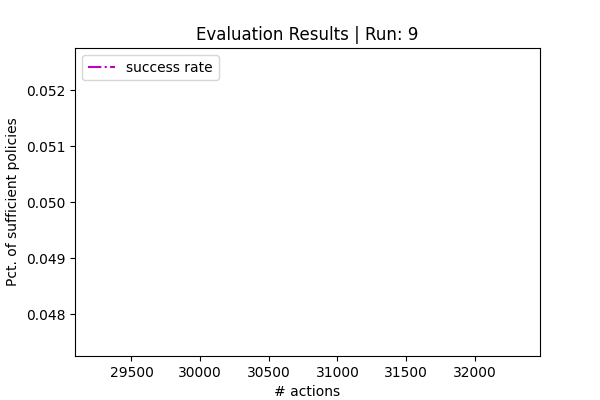 Evaluation Results | Run: 9
success rate
Pct. of sufficient policies
0.052
0.051
0.050
0.049
0.048
29500 30000 30500 31000 31500 32000
# actions